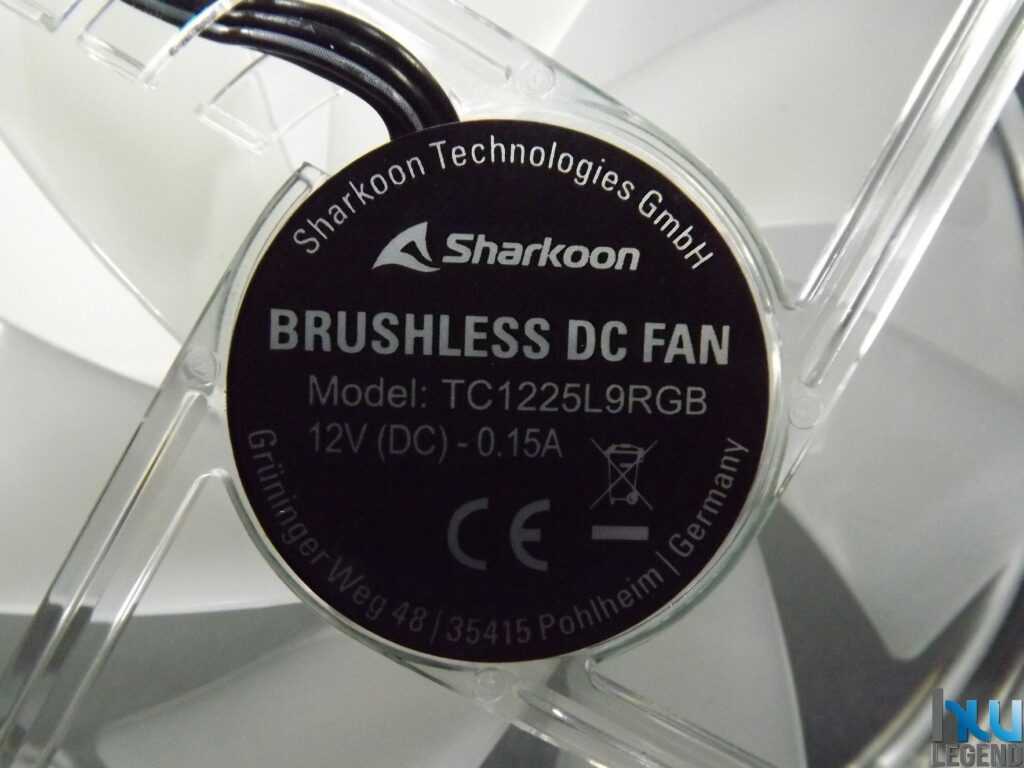 Sharkoon Technologies GmbH
Sharkoon
BRUSHLESS DC FAN
Model: TC1225L9RGB
12V (DC) - 0.15A
CE
Grüninger Weg 48 | 35415 Pohlheim | Germany
LEGEND